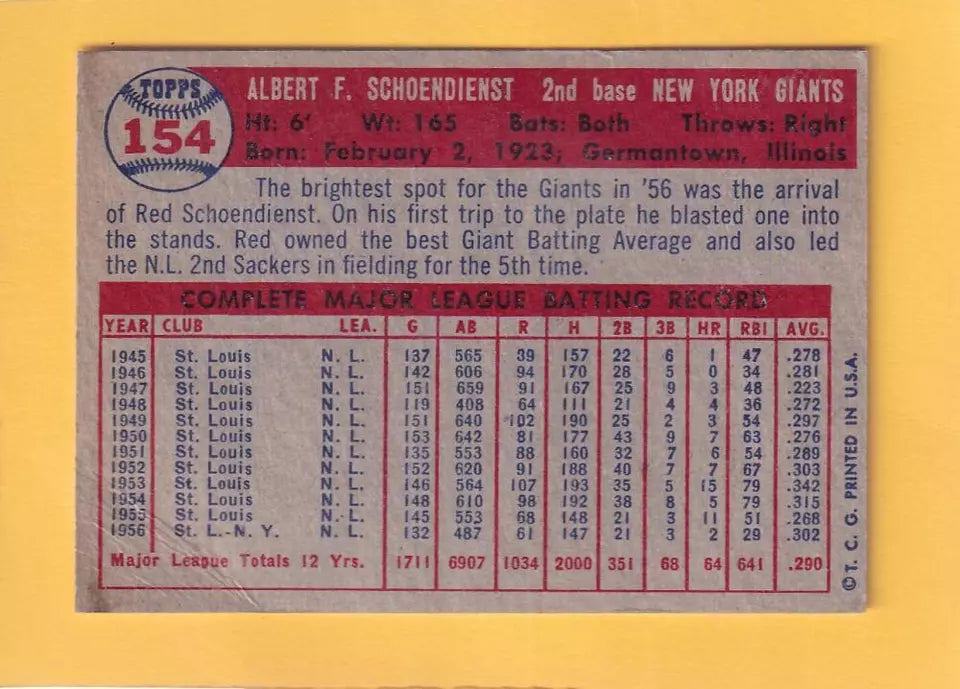 TOPPS
154
ALBERT F. SCHOENDIENST 2nd base NEW YORK GIANTS
Ht: 6' Wt: 165 Bats: Both Throws: Right
Born: February 2, 1923; Germantown, Illinois
The brightest spot for the Giants in '56 was the arrival
of Red Schoendienst. On his first trip to the plate he blasted one into
the stands. Red owned the best Giant Batting Average and also led
the N.L. 2nd Sackers in fielding for the 5th time.
COMPLETE MAJOR LEAGUE BATTING RECORD
YEAR CLUB LEA. G AB R H 2B 3B HR RBI AVG.
1945 St. Louis N. L. 137 565 39 157 22 6 1 47 .278
1946 St. Louis N. L. 142 606 94 170 28 5 0 34 .281
1947 St. Louis N. L. 151 659 91 167 25 9 3 48 .223
1948 St. Louis N. L. 119 408 64 111 21 4 4 36 .272
1949 St. Louis N. L. 151 640 102 190 25 2 3 54 .297
1950 St. Louis N. L. 153 642 81 177 43 9 7 63 .276
1951 St. Louis N. L. 135 553 88 160 32 7 6 54 .289
1952 St. Louis N. L. 152 620 91 188 40 7 7 67 .303
1953 St. Louis N. L. 146 564 107 193 35 5 15 79 .342
1954 St. Louis N. L. 148 610 98 192 38 8 5 79 .315
1955 St. Louis N. L. 145 553 68 148 21 3 11 51 .268
1956 St. L.-N. Y. N. L. 132 487 61 147 21 3 2 29 .302
Major League Totals 12 Yrs. 1711 6907 1034 2000 351 68 64 641 .290
© T. C. G. PRINTED IN U.S.A.